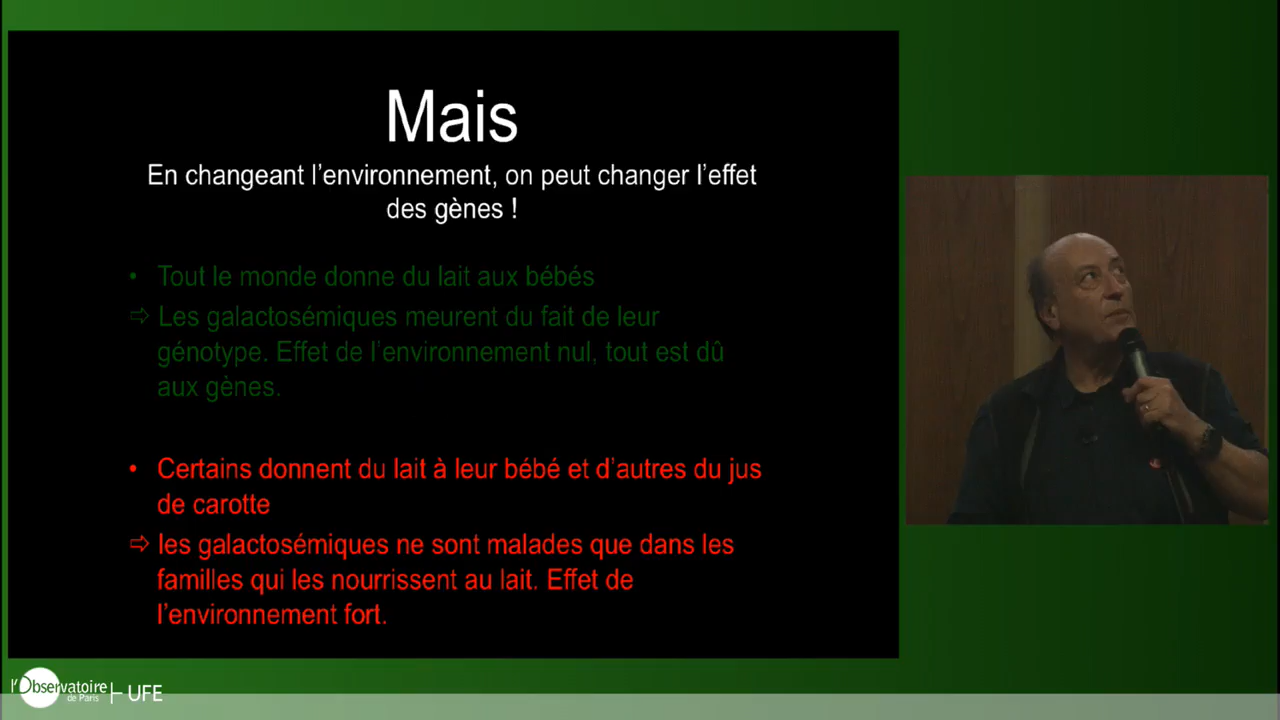 Mais
En changeant l'environnement, on peut changer l'effet
des gènes !
• Tout le monde donne du lait aux bébés
⇨ Les galactosémiques meurent du fait de leur
génotype. Effet de l'environnement nul, tout est dû
aux gènes.
• Certains donnent du lait à leur bébé et d'autres du jus
de carotte
⇨ les galactosémiques ne sont malades que dans les
familles qui les nourrissent au lait. Effet de
l'environnement fort.
l'Observatoire
de Paris
UFE